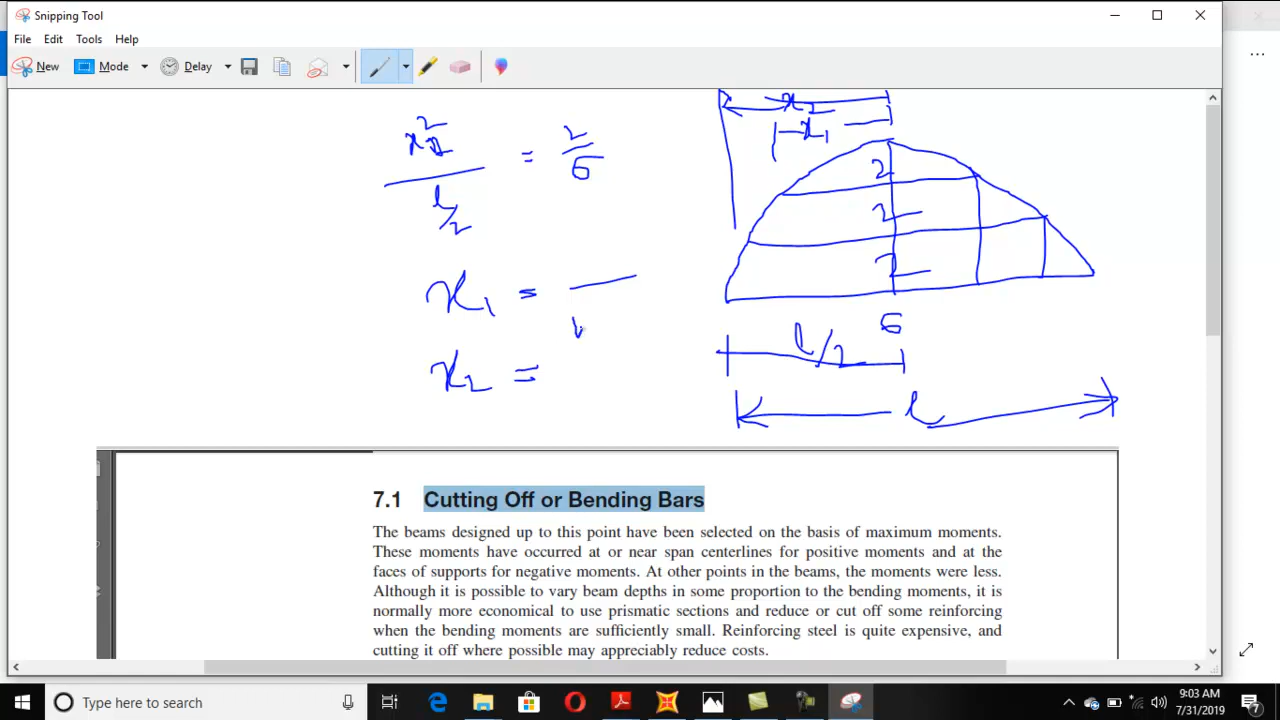 Snipping Tool
File Edit Tools Help
New Mode Delay
x₂
x₁
x²₂ / l/2 = 2/6
2
2
2
x₁ =
6
l/2
x₂ =
l
7.1 Cutting Off or Bending Bars
The beams designed up to this point have been selected on the basis of maximum moments.
These moments have occurred at or near span centerlines for positive moments and at the
faces of supports for negative moments. At other points in the beams, the moments were less.
Although it is possible to vary beam depths in some proportion to the bending moments, it is
normally more economical to use prismatic sections and reduce or cut off some reinforcing
when the bending moments are sufficiently small. Reinforcing steel is quite expensive, and
cutting it off where possible may appreciably reduce costs.
Type here to search
9:03 AM
7/31/2019
7